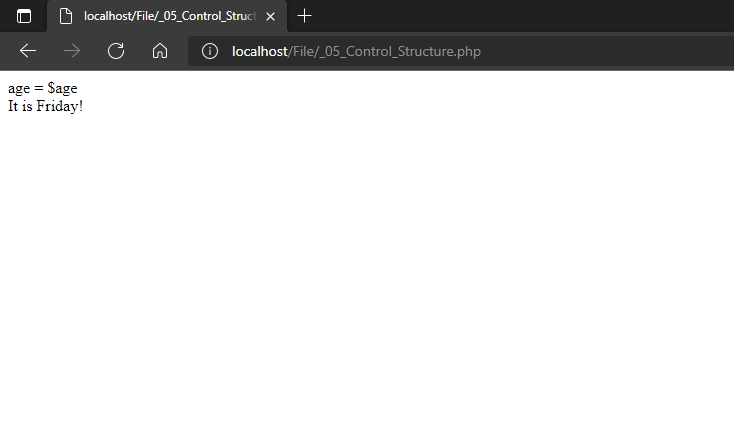 localhost/File/_05_Control_Struct
localhost/File/_05_Control_Structure.php
age = $age
It is Friday!